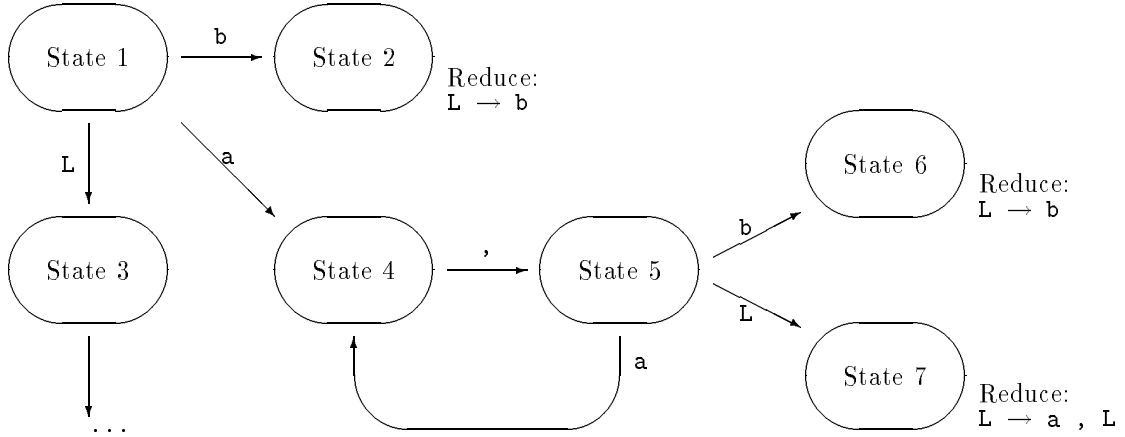 b
State 1
State 2
Reduce:
L → b
a
L
State 6
Reduce:
L → b
b
,
State 3
State 4
State 5
L
a
State 7
Reduce:
L → a , L
...